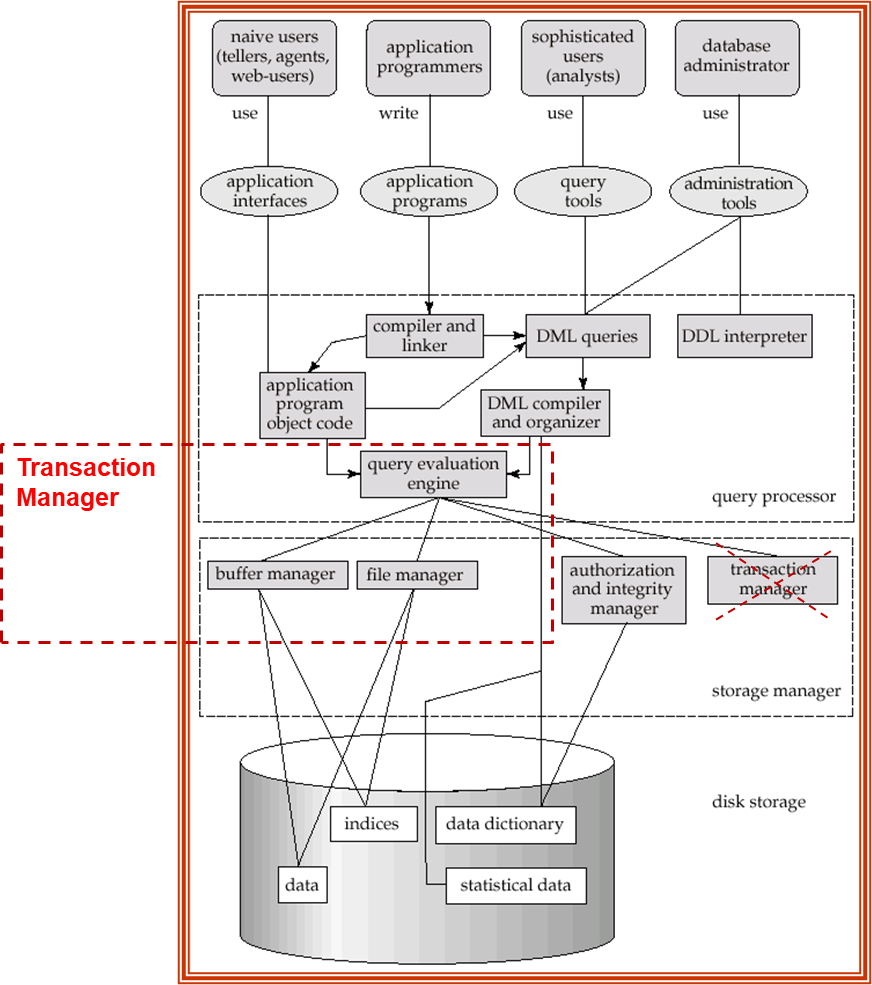 naive users
(tellers, agents,
web-users)
application
programmers
sophisticated
users
(analysts)
database
administrator
use
write
use
use
application
interfaces
application
programs
query
tools
administration
tools
compiler and
linker
DML queries
DDL interpreter
application
program
object code
DML compiler
and organizer
Transaction
Manager
query evaluation
engine
query processor
buffer manager
file manager
authorization
and integrity
manager
transaction
manager
storage manager
disk storage
indices
data dictionary
data
statistical data